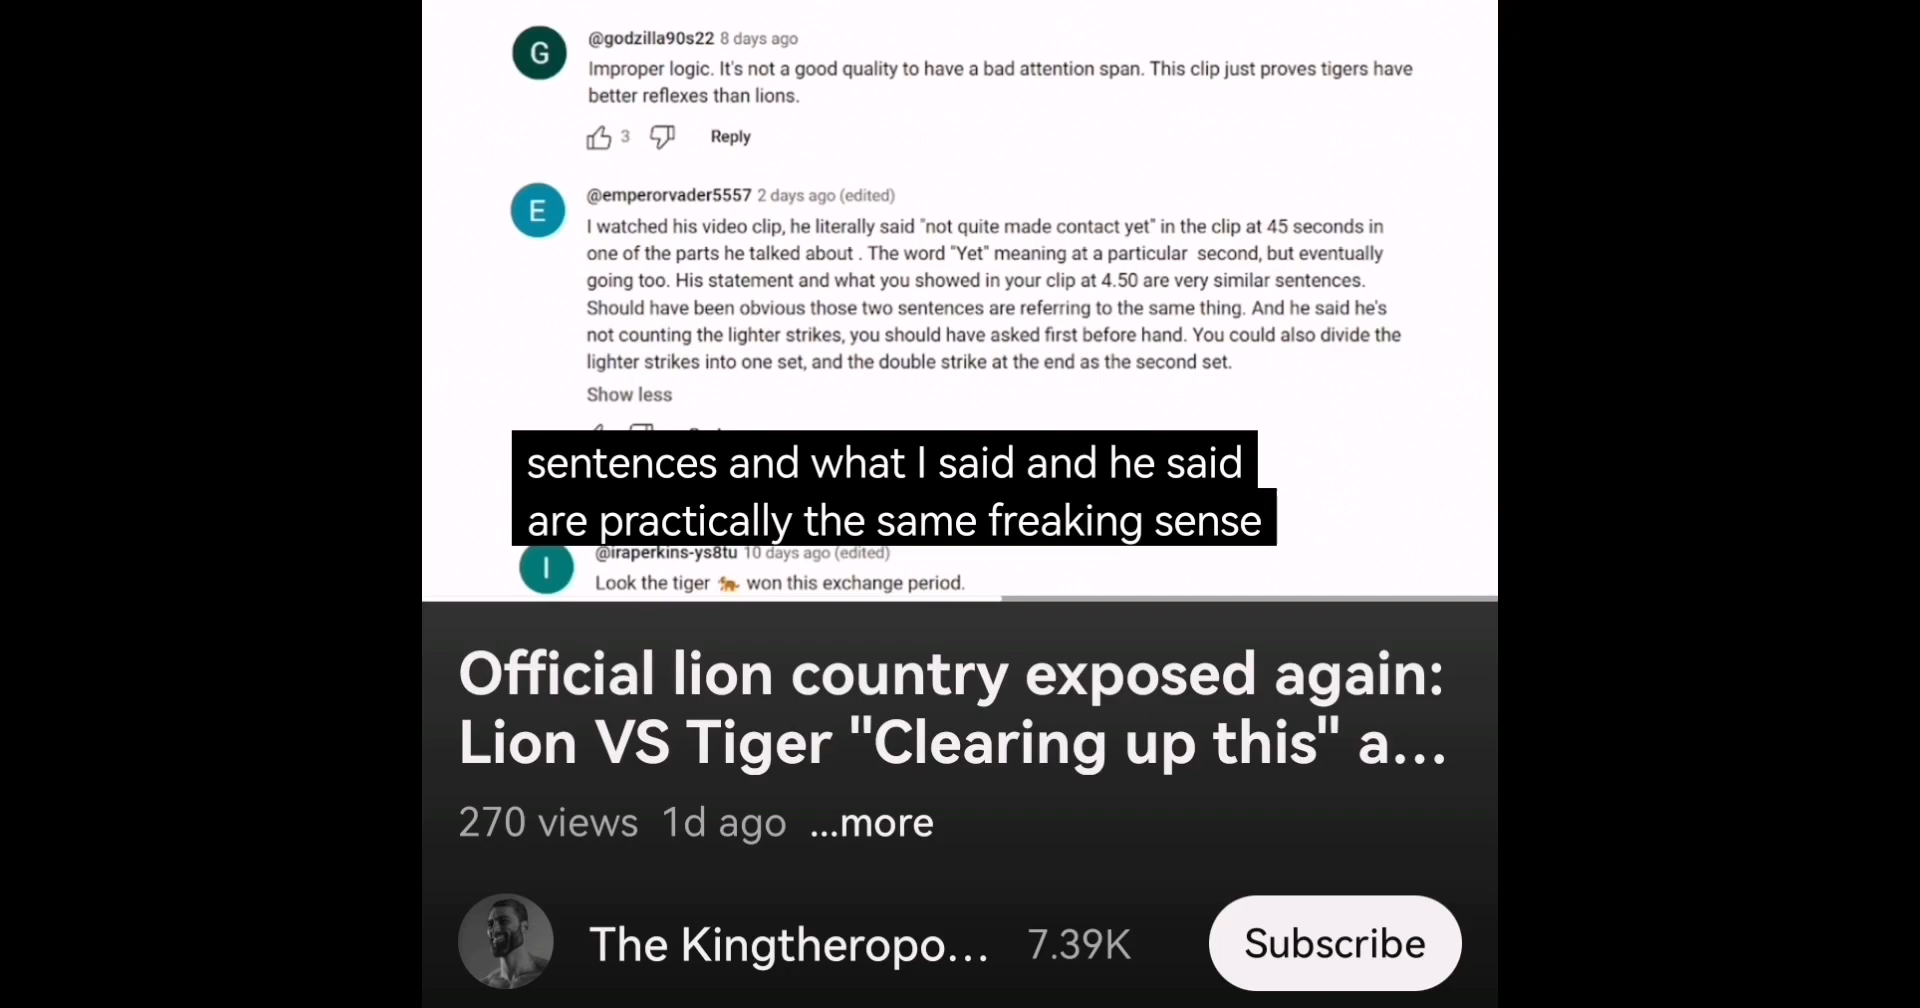 G
@godzilla90s22 8 days ago
Improper logic. It's not a good quality to have a bad attention span. This clip just proves tigers have
better reflexes than lions.
3 Reply
E
@emperorvader5557 2 days ago (edited)
I watched his video clip, he literally said "not quite made contact yet" in the clip at 45 seconds in
one of the parts he talked about . The word "Yet" meaning at a particular second, but eventually
going too. His statement and what you showed in your clip at 4.50 are very similar sentences.
Should have been obvious those two sentences are referring to the same thing. And he said he's
not counting the lighter strikes, you should have asked first before hand. You could also divide the
lighter strikes into one set, and the double strike at the end as the second set.
Show less
sentences and what I said and he said
are practically the same freaking sense
I
@iraperkins-ys8tu 10 days ago (edited)
Look the tiger 🐅 won this exchange period.
Official lion country exposed again:
Lion VS Tiger "Clearing up this" a...
270 views 1d ago ...more
The Kingtheropo... 7.39K Subscribe